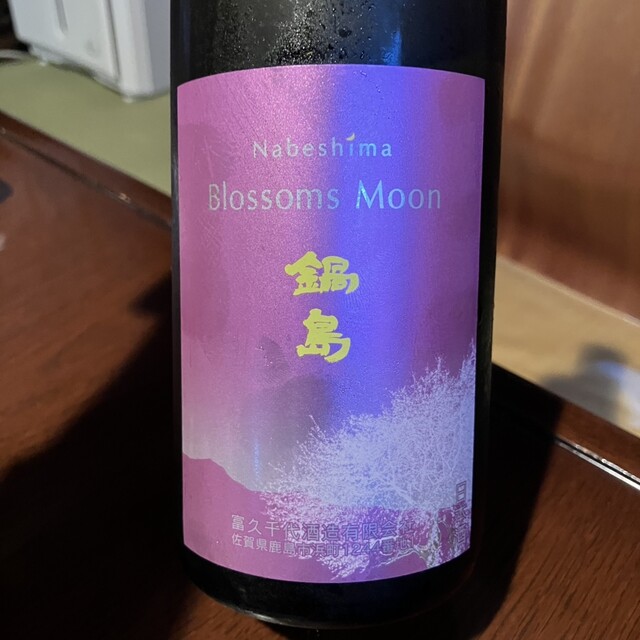 Nabeshima
Blossoms Moon
鍋
島
富久千代酒造有限会社
佐賀県鹿島市